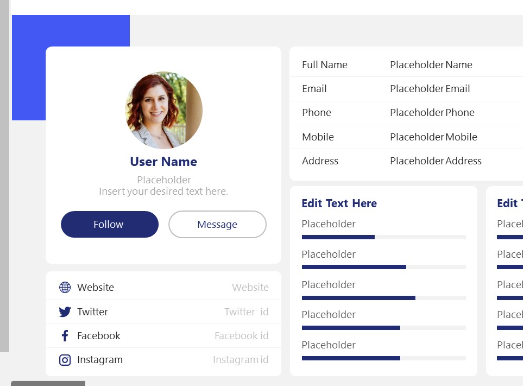 User Name
Placeholder
Insert your desired text here.
Follow
Message
Website Website
Twitter Twitter id
Facebook Facebook id
Instagram Instagram id
Full Name Placeholder Name
Email Placeholder Email
Phone Placeholder Phone
Mobile Placeholder Mobile
Address Placeholder Address
Edit Text Here
Placeholder
Placeholder
Placeholder
Placeholder
Placeholder